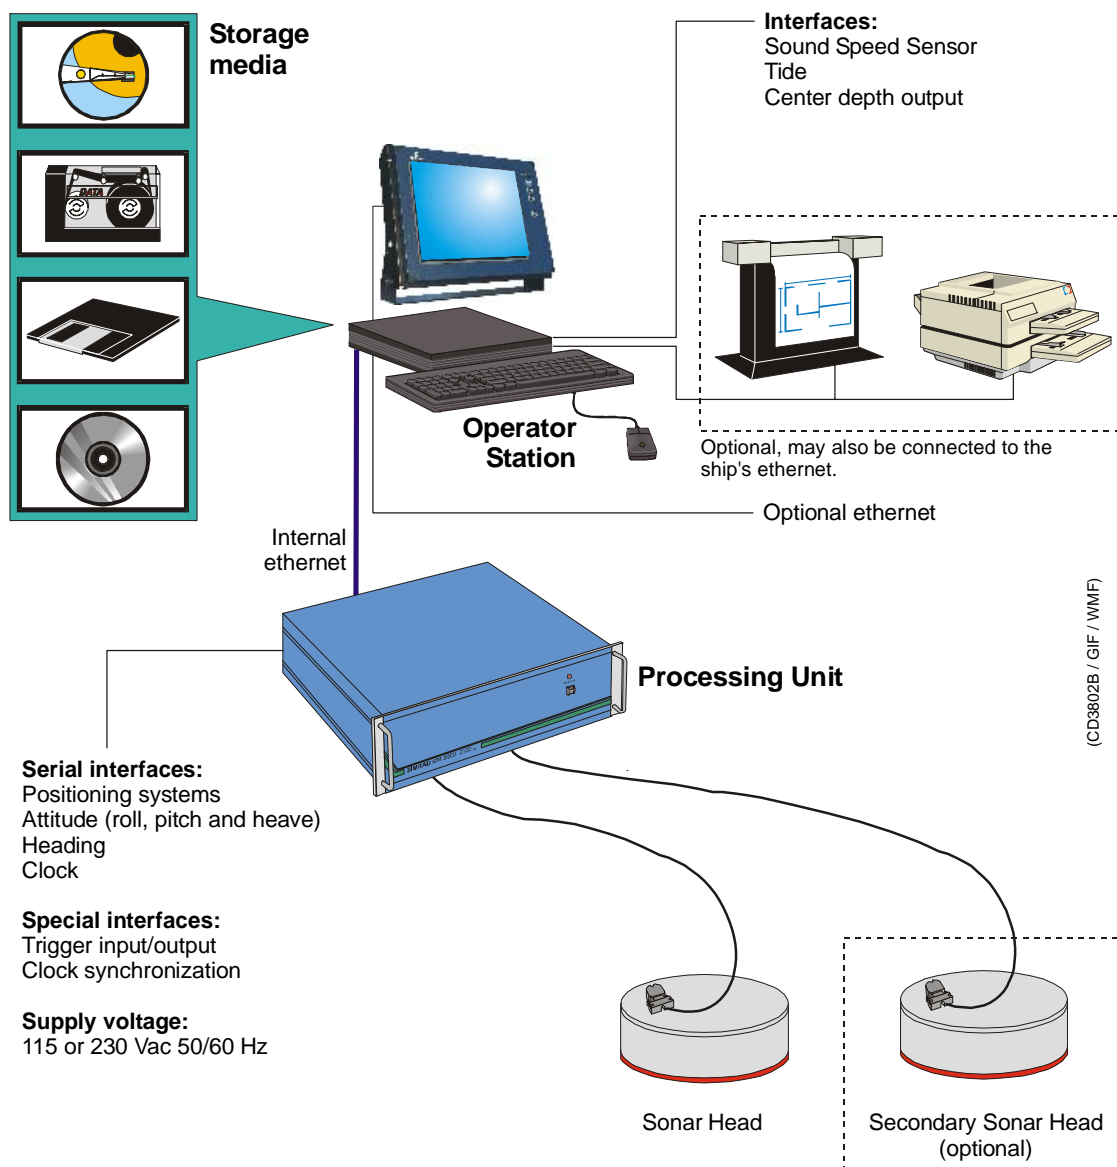 Storage
media
Interfaces:
Sound Speed Sensor
Tide
Center depth output
DATA
Operator
Station
Optional, may also be connected to the
ship's ethernet.
Optional ethernet
Internal
ethernet
(CD3802B / GIF / WMF)
Processing Unit
SIMRAD EM
Serial interfaces:
Positioning systems
Attitude (roll, pitch and heave)
Heading
Clock
Special interfaces:
Trigger input/output
Clock synchronization
Supply voltage:
115 or 230 Vac 50/60 Hz
Sonar Head
Secondary Sonar Head
(optional)